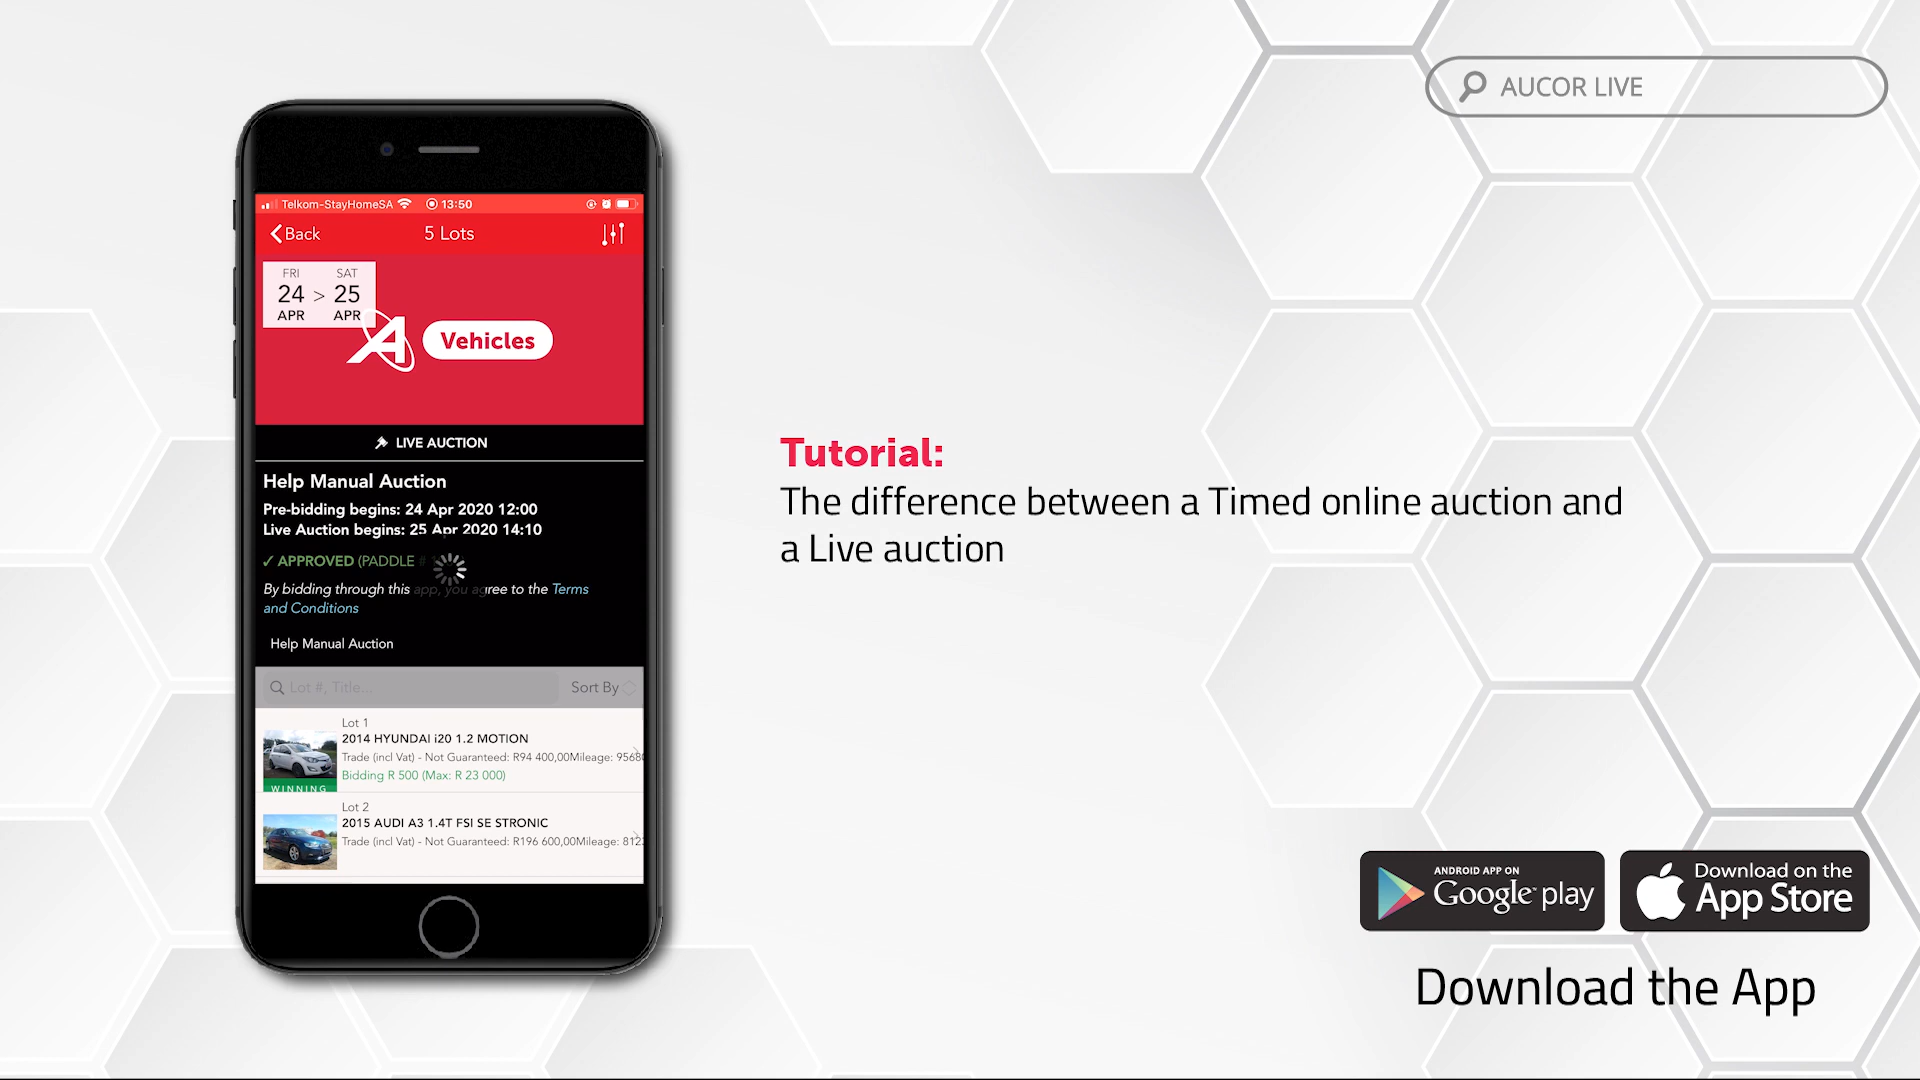 AUCOR LIVE
Telkom-StayHomeSA 13:50
Back 5 Lots
FRI SAT
24 > 25
APR APR
Vehicles
LIVE AUCTION
Help Manual Auction
Pre-bidding begins: 24 Apr 2020 12:00
Live Auction begins: 25 Apr 2020 14:10
✓ APPROVED (PADDLE #
By bidding through this app, you agree to the Terms
and Conditions
Help Manual Auction
Lot #, Title...
Sort By
Lot 1
2014 HYUNDAI i20 1.2 MOTION
Trade (incl Vat) - Not Guaranteed: R94 400,00Mileage: 9568
Bidding R 500 (Max: R 23 000)
WINNING
Lot 2
2015 AUDI A3 1.4T FSI SE STRONIC
Trade (incl Vat) - Not Guaranteed: R196 600,00Mileage: 812
Tutorial:
The difference between a Timed online auction and
a Live auction
ANDROID APP ON
Google play
Download on the
App Store
Download the App